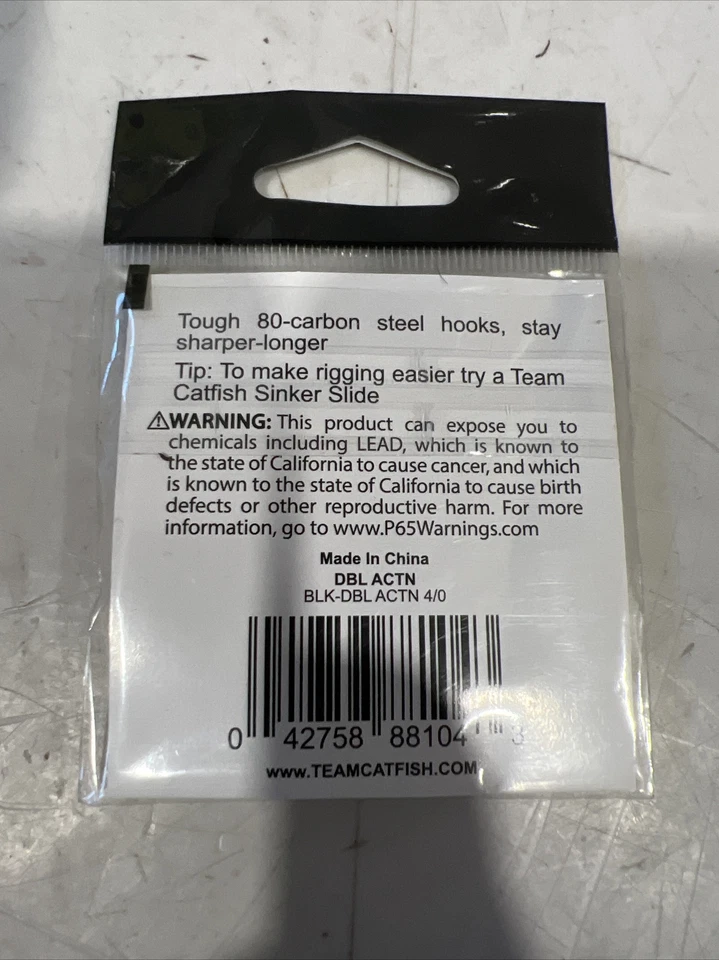 Tough 80-carbon steel hooks, stay
sharper-longer
Tip: To make rigging easier try a Team
Catfish Sinker Slide
⚠WARNING: This product can expose you to
chemicals including LEAD, which is known to
the state of California to cause cancer, and which
is known to the state of California to cause birth
defects or other reproductive harm. For more
information, go to www.P65Warnings.com
Made In China
DBL ACTN
BLK-DBL ACTN 4/0
0 42758 88104 3
www.TEAMCATFISH.COM